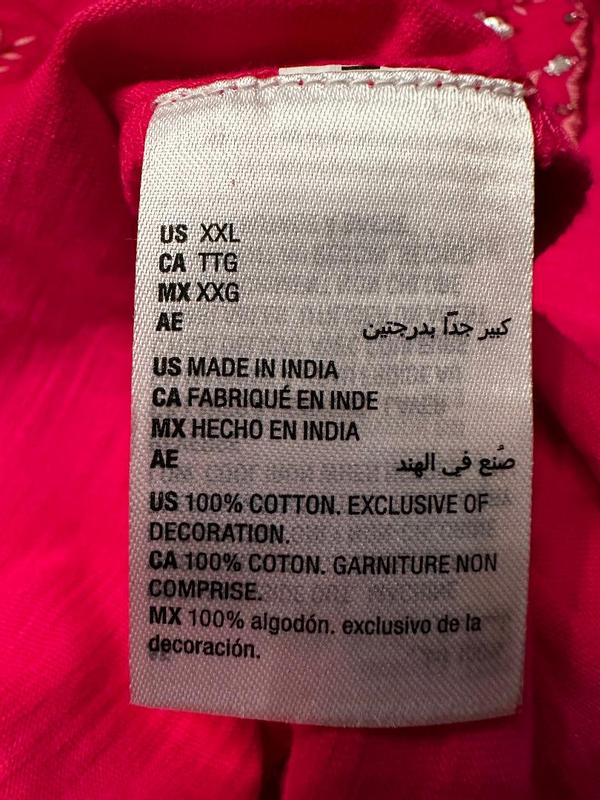 US XXL
CA TTG
MX XXG
AE كبير جدًا بدرجتين
US MADE IN INDIA
CA FABRIQUÉ EN INDE
MX HECHO EN INDIA
AE صُنع في الهند
US 100% COTTON. EXCLUSIVE OF
DECORATION.
CA 100% COTON. GARNITURE NON
COMPRISE.
MX 100% algodón. exclusivo de la
decoración.